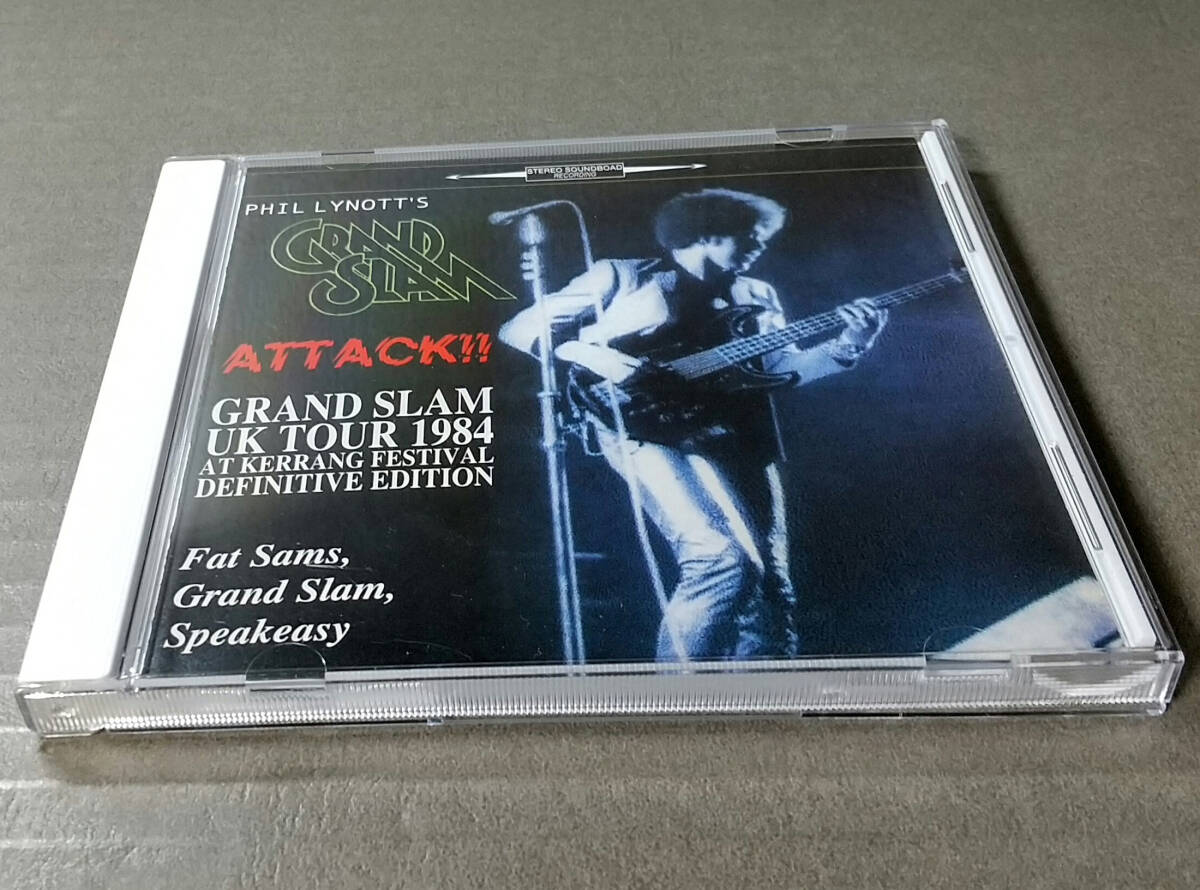 STEREO SOUNDBOAD
RECORDING
PHIL LYNOTT'S
GRAND
SLAM
ATTACK!!
GRAND SLAM
UK TOUR 1984
AT KERRANG FESTIVAL
DEFINITIVE EDITION
Fat Sams,
Grand Slam,
Speakeasy